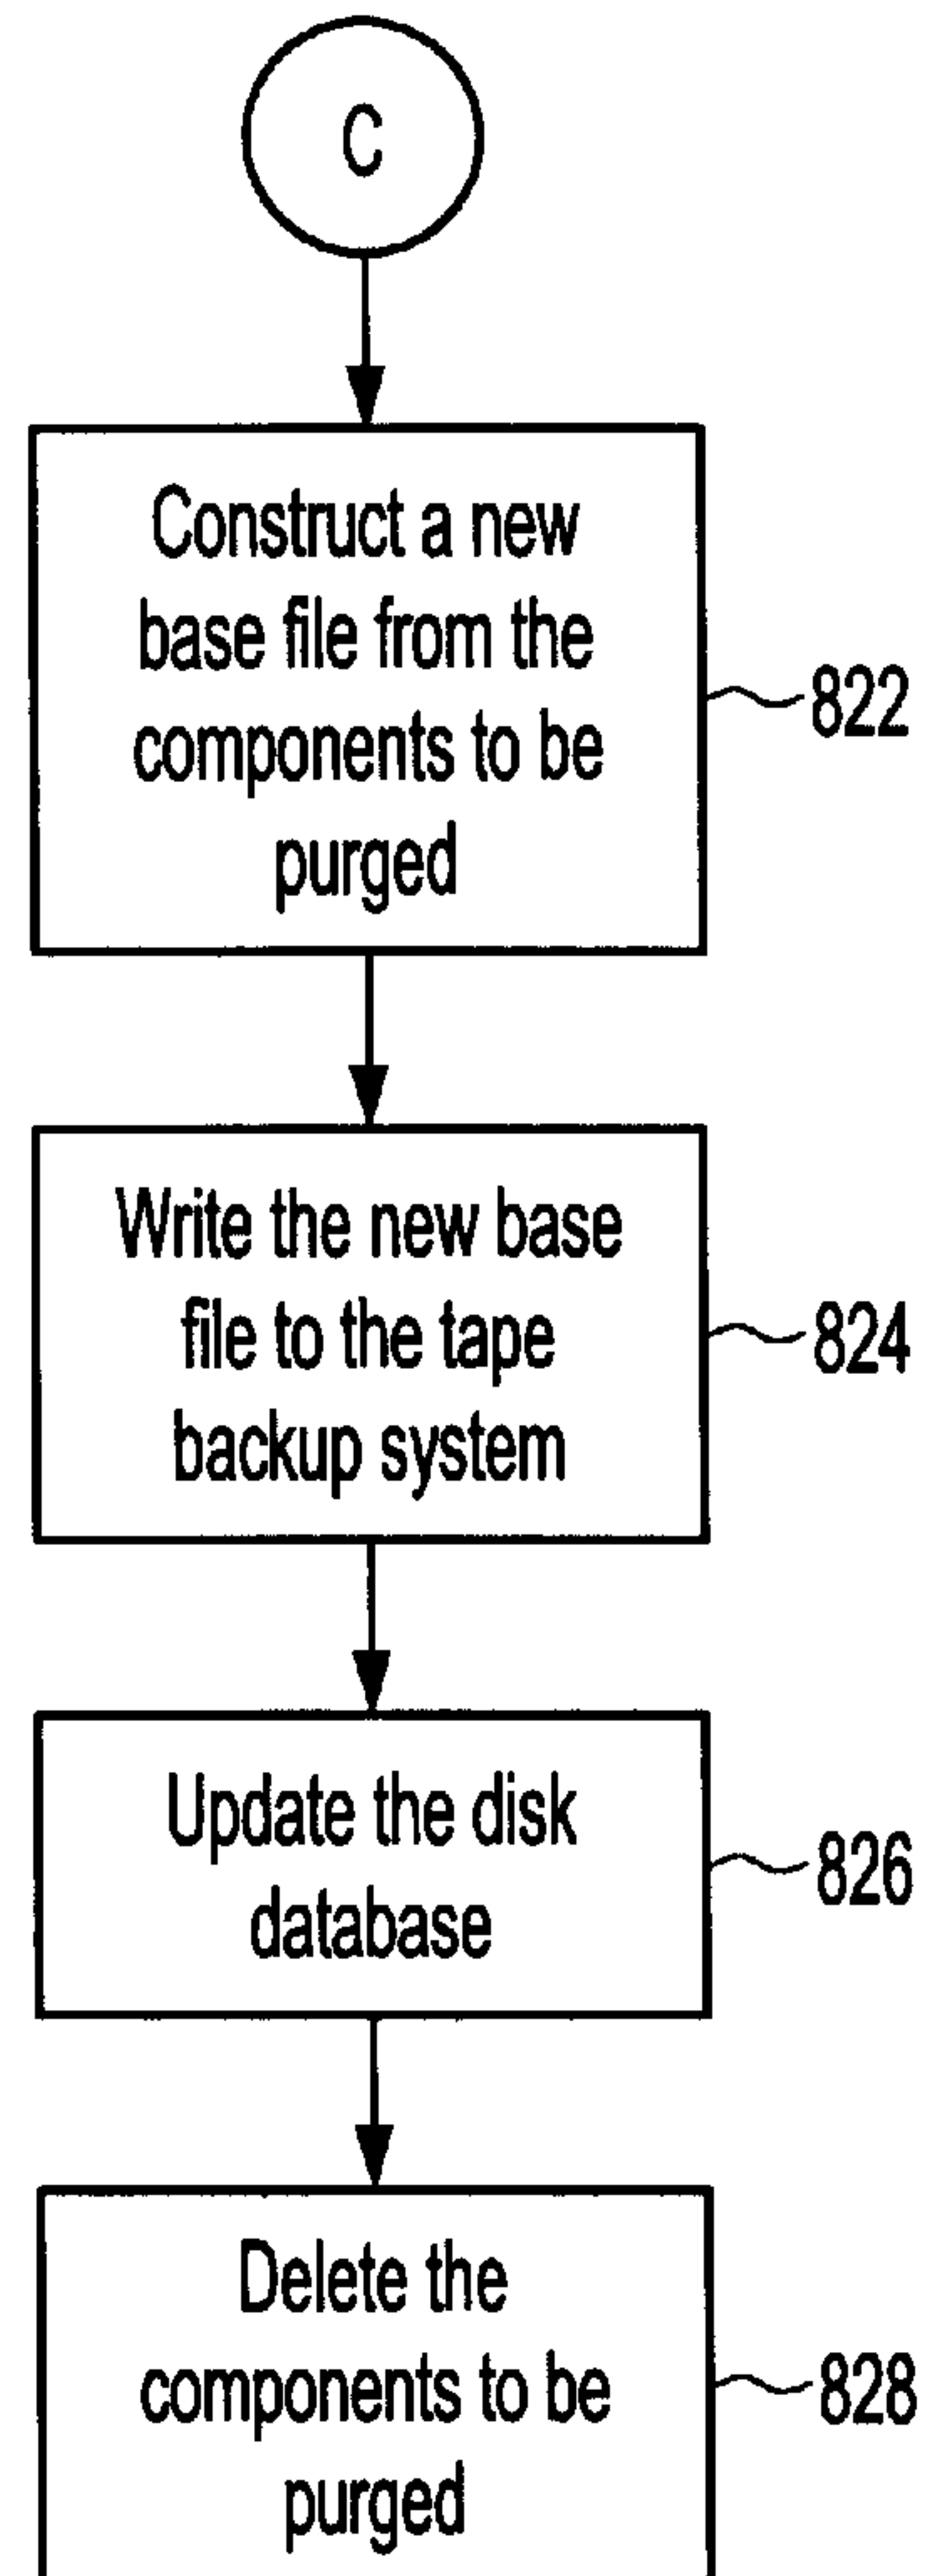 C
Construct a new
base file from the
components to be
purged
822
Write the new base
file to the tape
backup system
824
Update the disk
database
826
Delete the
components to be
purged
828